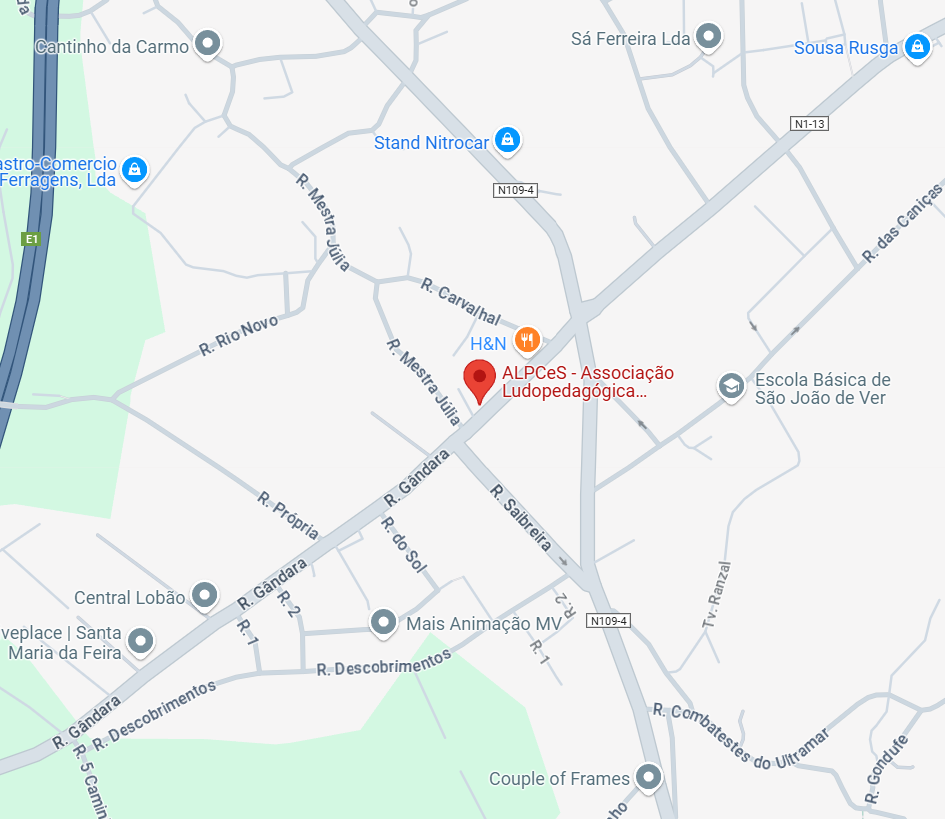 Cantinho da Carmo
Sá Ferreira Lda
Sousa Rusga
N1-13
Stand Nitrocar
astro-Comercio
Ferragens, Lda
N109-4
R. Mestra Júlia
R. das Caniças
E1
R. Carvalhal
R. Rio Novo
H&N
R. Mestra Júlia
ALPCeS - Associação
Ludopedagógica...
Escola Básica de
São João de Ver
R. Gândara
R. Própria
R. Saibreira
R. do Sol
R. Gândara
Central Lobão
R. 2
R. 2
Tv. Ranzal
N109-4
R. 1
Mais Animação MV
veplace | Santa
Maria da Feira
R. 1
R. Descobrimentos
R. Descobrimentos
R. Gândara
R. Combatestes do Ultramar
R. Gondufe
R. 5 Camin
Couple of Frames
nho